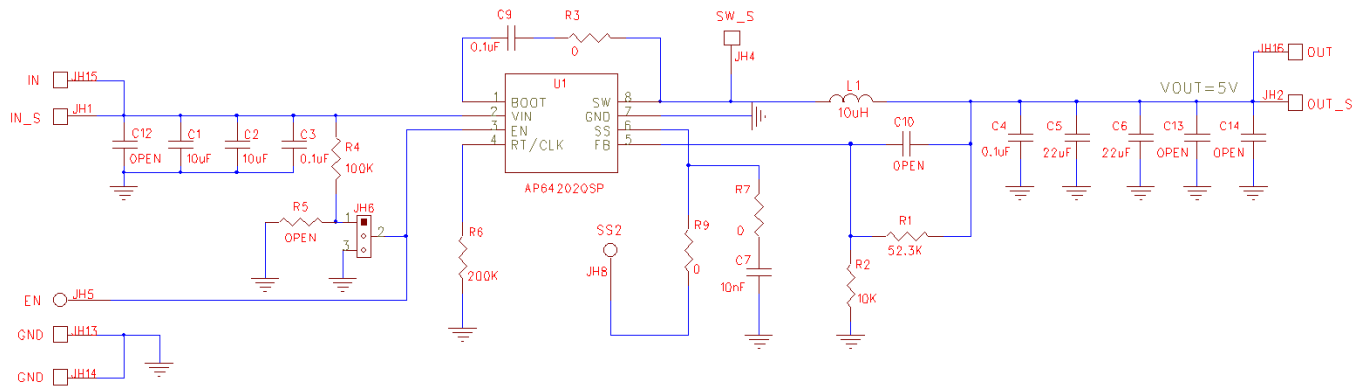 C9
0.1uF
R3
0
SW_S
JH4
IN
JH15
IN_S
JH1
U1
1
BOOT
SW
8
2
VIN
GND
7
3
EN
SS
6
4
RT/CLK
FB
5
AP64202QSP
L1
10uH
VOUT=5V
JH16
OUT
JH2
OUT_S
C12
OPEN
C1
10uF
C2
10uF
C3
0.1uF
R4
100K
C10
OPEN
C4
0.1uF
C5
22uF
C6
22uF
C13
OPEN
C14
OPEN
R5
OPEN
JH6
1
2
3
R6
200K
SS2
JH8
R9
0
R7
0
C7
10nF
R1
52.3K
R2
10K
EN
JH5
GND
JH13
GND
JH14